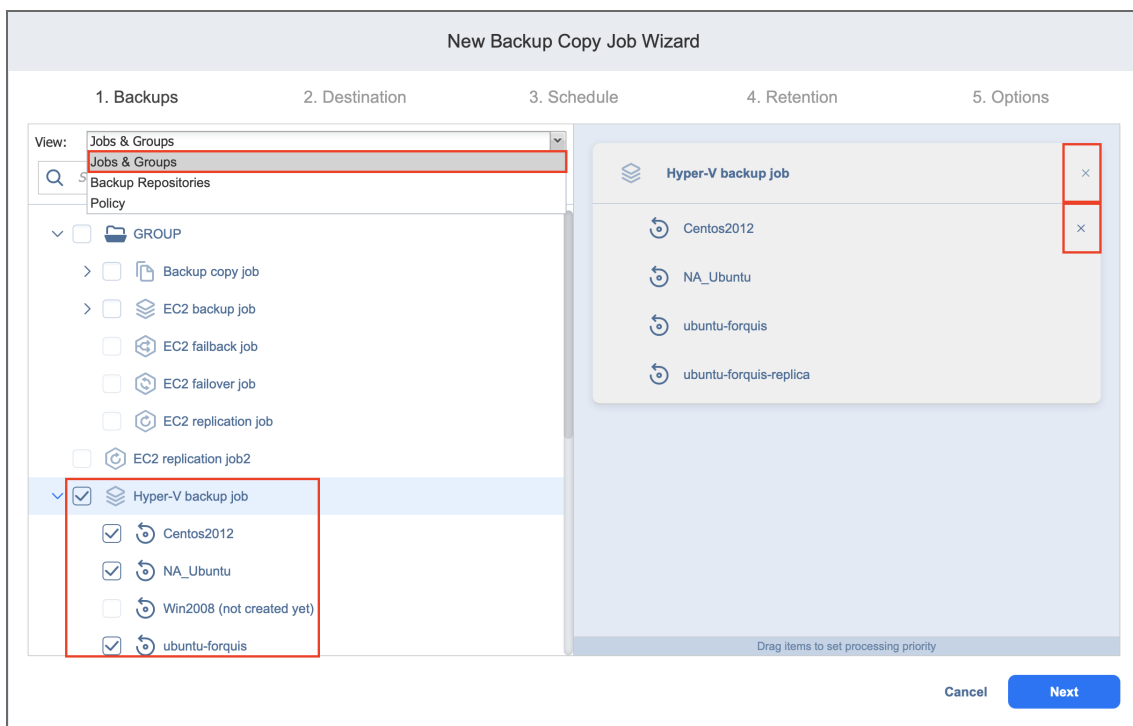 New Backup Copy Job Wizard
1. Backups
2. Destination
3. Schedule
4. Retention
5. Options
View:
Jobs & Groups
Jobs & Groups
Backup Repositories
Policy
GROUP
Backup copy job
EC2 backup job
EC2 failback job
EC2 failover job
EC2 replication job
EC2 replication job2
Hyper-V backup job
Centos2012
NA_Ubuntu
Win2008 (not created yet)
ubuntu-forquis
Hyper-V backup job
Centos2012
NA_Ubuntu
ubuntu-forquis
ubuntu-forquis-replica
Drag items to set processing priority
Cancel
Next